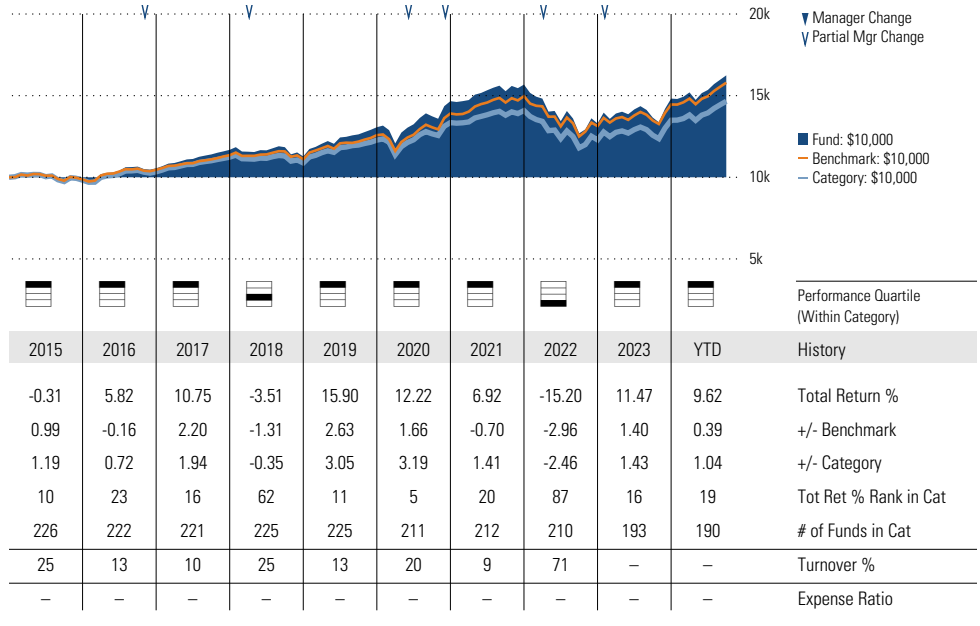 20k
Manager Change
Partial Mgr Change
15k
Fund: $10,000
Benchmark: $10,000
Category: $10,000
10k
5k
Performance Quartile
(Within Category)
2015 2016 2017 2018 2019 2020 2021 2022 2023 YTD History
-0.31 5.82 10.75 -3.51 15.90 12.22 6.92 -15.20 11.47 9.62 Total Return %
0.99 -0.16 2.20 -1.31 2.63 1.66 -0.70 -2.96 1.40 0.39 +/- Benchmark
1.19 0.72 1.94 -0.35 3.05 3.19 1.41 -2.46 1.43 1.04 +/- Category
10 23 16 62 11 5 20 87 16 19 Tot Ret % Rank in Cat
226 222 221 225 225 211 212 210 193 190 # of Funds in Cat
25 13 10 25 13 20 9 71 – – Turnover %
– – – – – – – – – – Expense Ratio